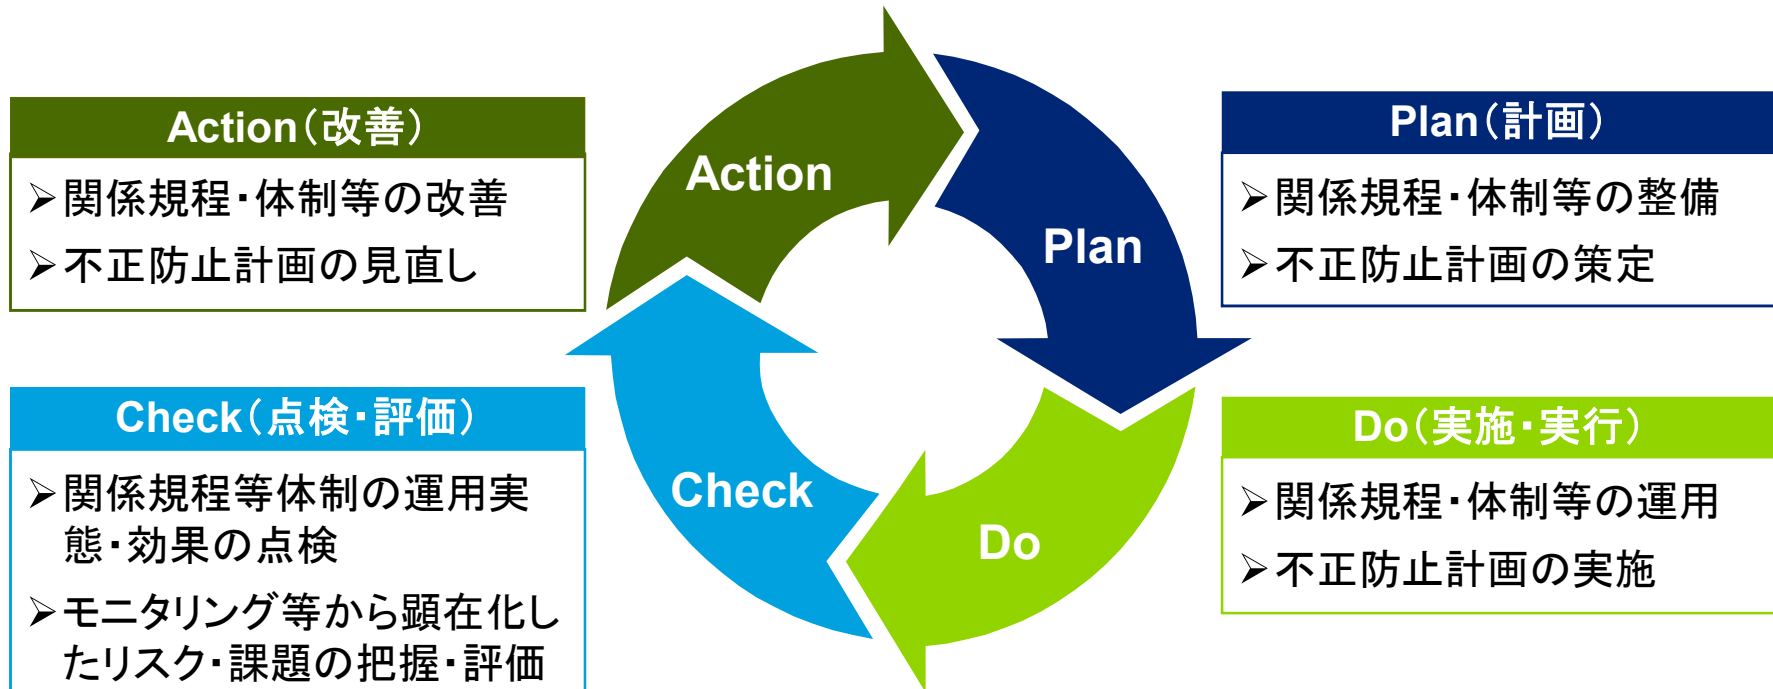 Action（改善）
➢関係規程・体制等の改善
➢不正防止計画の見直し
Check（点検・評価）
➢関係規程等体制の運用実
態・効果の点検
➢モニタリング等から顕在化し
たリスク・課題の把握・評価
Action
Plan
Check
Do
Plan（計画）
➢関係規程・体制等の整備
➢不正防止計画の策定
Do（実施・実行）
➢関係規程・体制等の運用
➢不正防止計画の実施